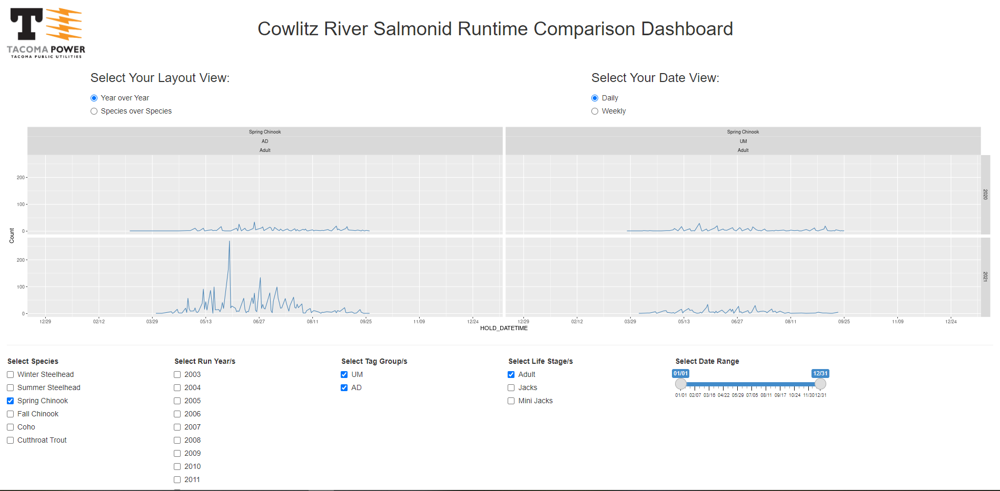 T
TACOMA POWER
TACOMA PUBLIC UTILITIES
Cowlitz River Salmonid Runtime Comparison Dashboard
Select Your Layout View:
Year over Year
Species over Species
Select Your Date View:
Daily
Weekly
Spring Chinook
AD
Adult
Spring Chinook
UM
Adult
200
100
0
2020
Count
200
100
0
2021
12/29 02/12 03/29 05/13 06/27 08/11 09/25 11/09 12/24
12/29 02/12 03/29 05/13 06/27 08/11 09/25 11/09 12/24
HOLD_DATETIME
Select Species
Winter Steelhead
Summer Steelhead
Spring Chinook
Fall Chinook
Coho
Cutthroat Trout
Select Run Year/s
2003
2004
2005
2006
2007
2008
2009
2010
2011
Select Tag Group/s
UM
AD
Select Life Stage/s
Adult
Jacks
Mini Jacks
Select Date Range
01/01 12/31
01/01 02/07 03/16 04/22 05/29 07/05 08/11 09/17 10/24 11/30 12/31